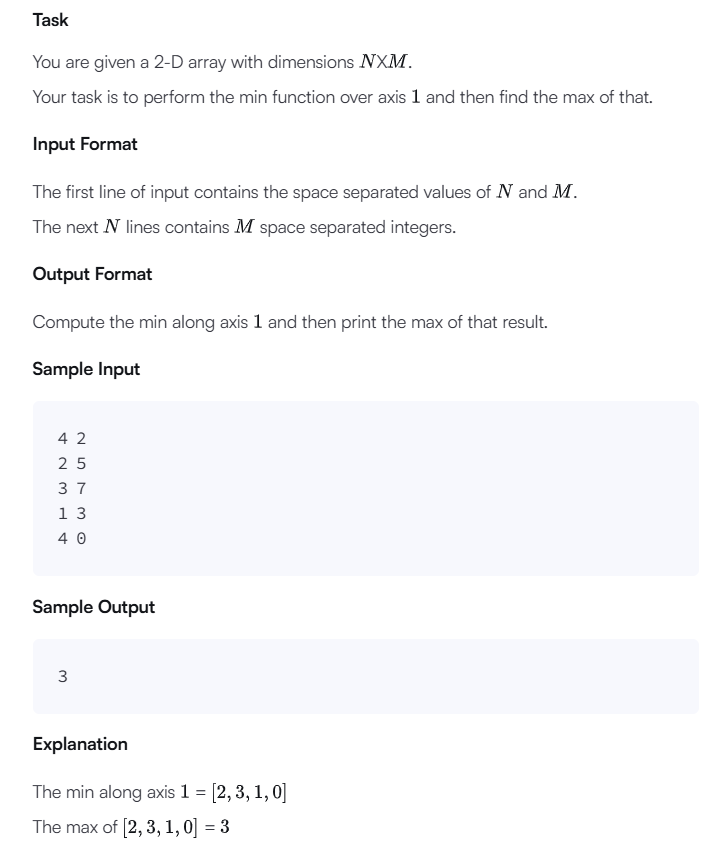 Task
You are given a 2-D array with dimensions NXM.
Your task is to perform the min function over axis 1 and then find the max of that.
Input Format
The first line of input contains the space separated values of N and M.
The next N lines contains M space separated integers.
Output Format
Compute the min along axis 1 and then print the max of that result.
Sample Input
4 2
2 5
3 7
1 3
4 0
Sample Output
3
Explanation
The min along axis 1 = [2, 3, 1, 0]
The max of [2, 3, 1, 0] = 3